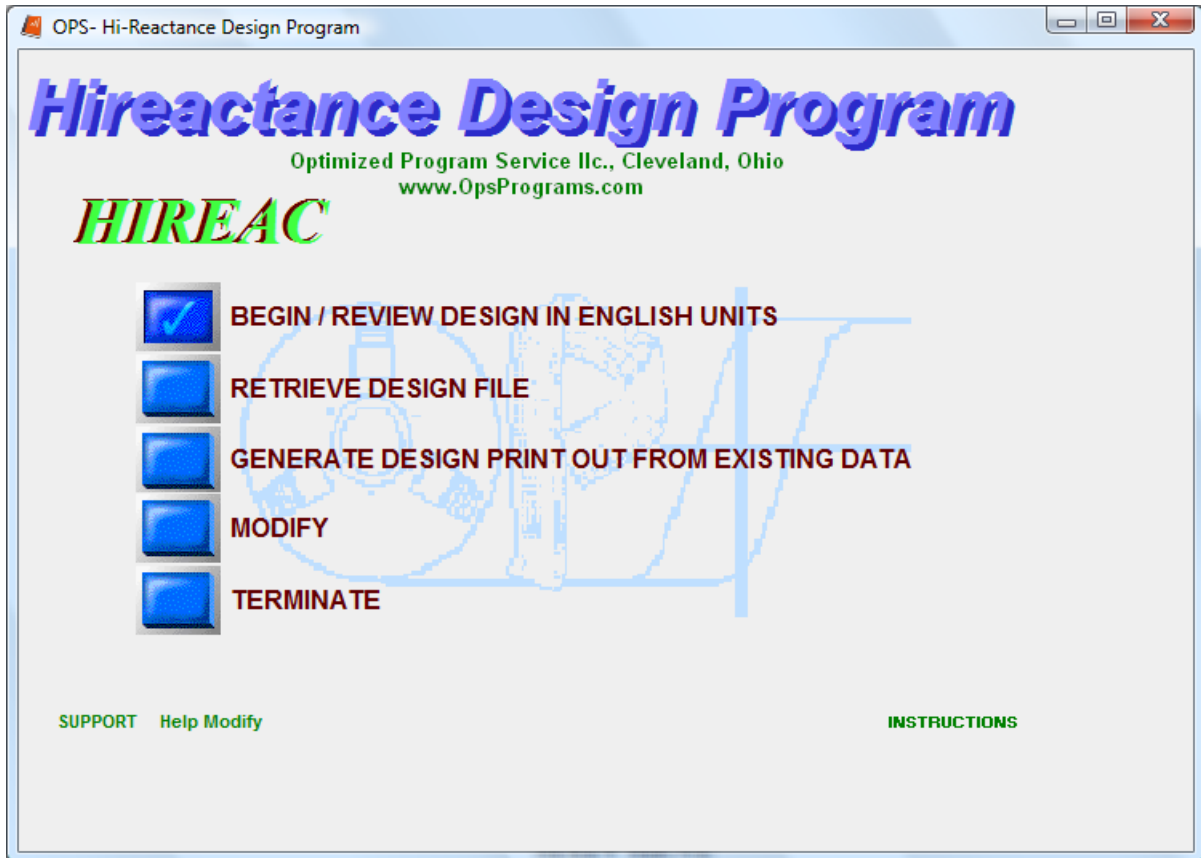 OPS- Hi-Reactance Design Program
Hireactance Design Program
Optimized Program Service llc., Cleveland, Ohio
www.OpsPrograms.com
HIREAC
BEGIN / REVIEW DESIGN IN ENGLISH UNITS
RETRIEVE DESIGN FILE
GENERATE DESIGN PRINT OUT FROM EXISTING DATA
MODIFY
TERMINATE
SUPPORT Help Modify INSTRUCTIONS